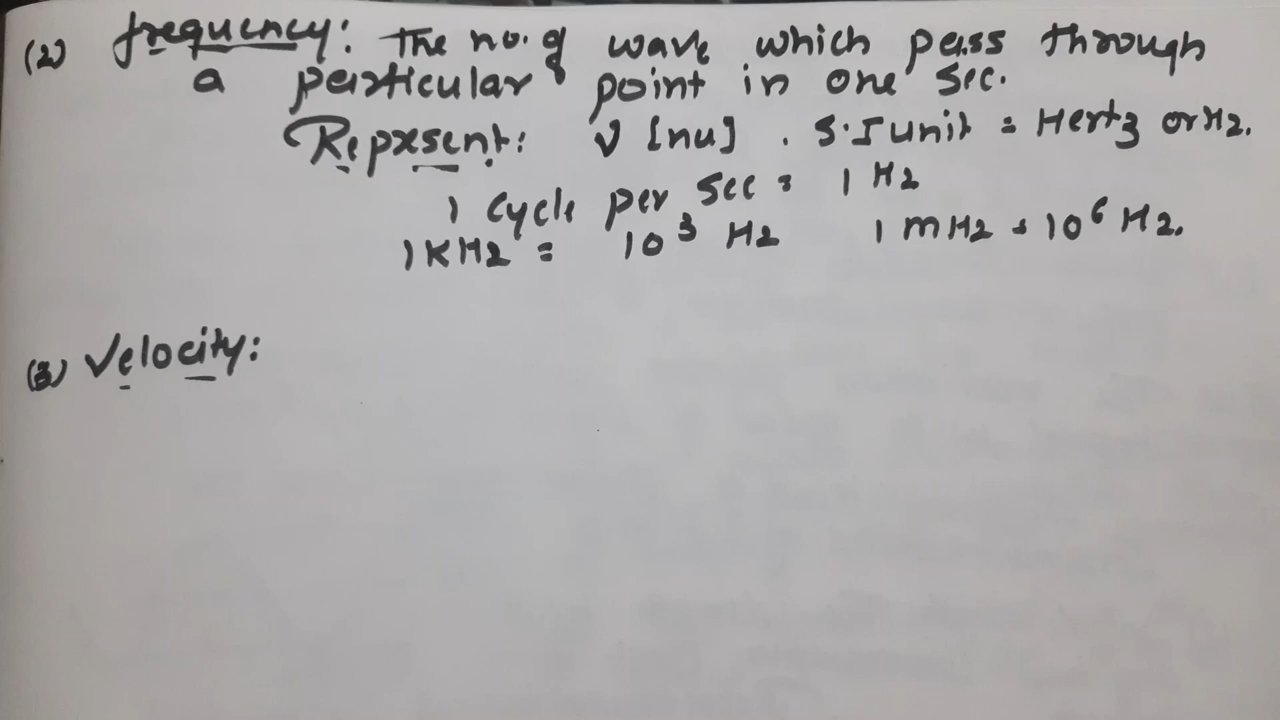 (2) frequency: The no. of wave which pass through
a particular point in one sec.
Represent: ν [nu] . S.I unit = Hertz or Hz.
1 cycle per sec = 1 Hz
1 KHz = 10³ Hz 1 mHz = 10⁶ Hz.
(3) Velocity: